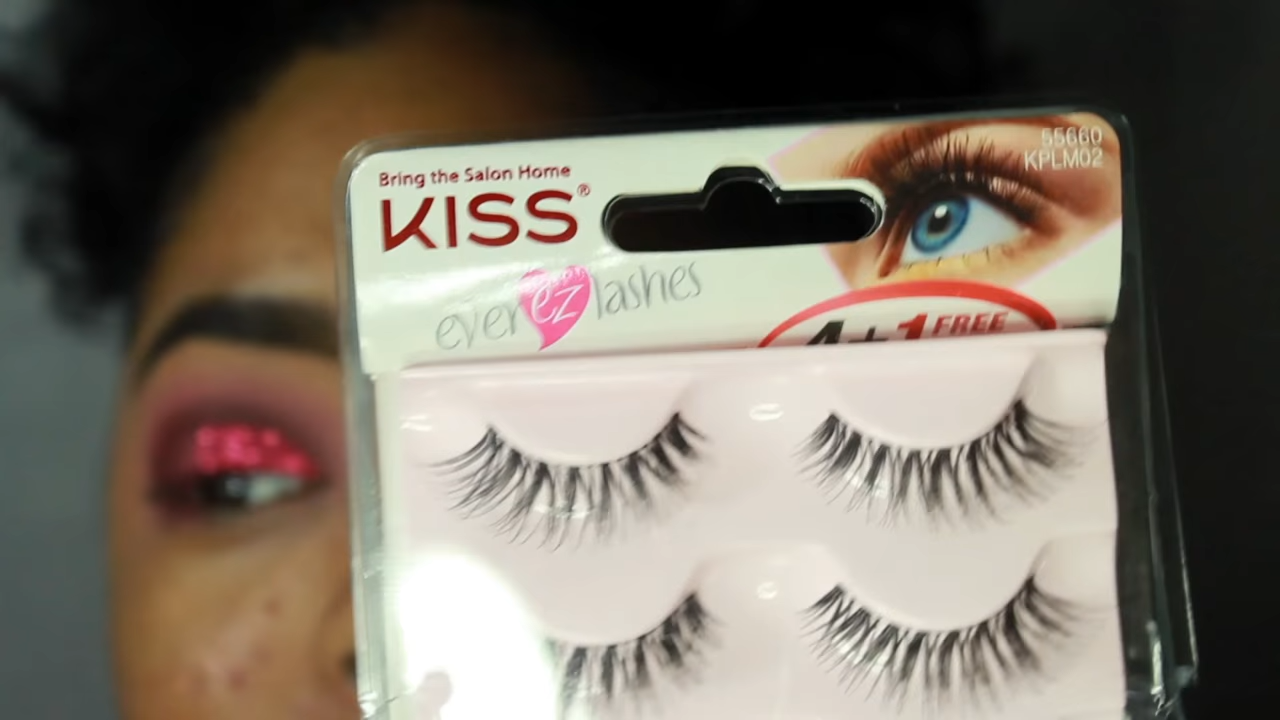 Bring the Salon Home
KISS®
ever ez lashes
55660
KPLM02
4+1 FREE